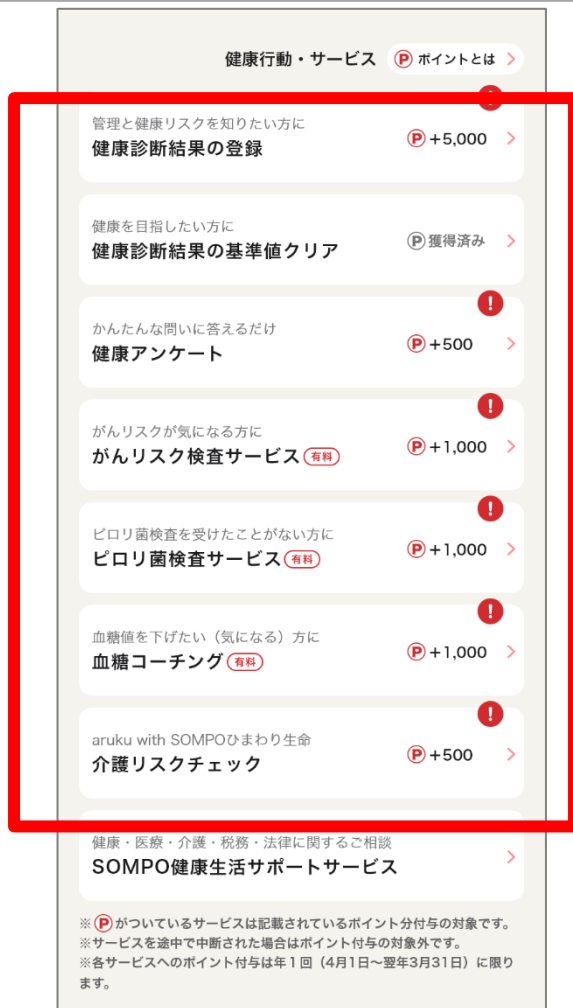 健康行動・サービス Ⓟ ポイントとは >
!
管理と健康リスクを知りたい方に
健康診断結果の登録
Ⓟ+5,000 >
健康を目指したい方に
健康診断結果の基準値クリア
Ⓟ獲得済み >
!
かんたんな問いに答えるだけ
健康アンケート
Ⓟ+500 >
!
がんリスクが気になる方に
がんリスク検査サービス 有料
Ⓟ+1,000 >
!
ピロリ菌検査を受けたことがない方に
ピロリ菌検査サービス 有料
Ⓟ+1,000 >
!
血糖値を下げたい（気になる）方に
血糖コーチング 有料
Ⓟ+1,000 >
!
aruku with SOMPOひまわり生命
介護リスクチェック
Ⓟ+500 >
健康・医療・介護・税務・法律に関するご相談
SOMPO健康生活サポートサービス >
※Ⓟがついているサービスは記載されているポイント分付与の対象です。
※サービスを途中で中断された場合はポイント付与の対象外です。
※各サービスへのポイント付与は年１回（4月1日〜翌年3月31日）に限り
ます。